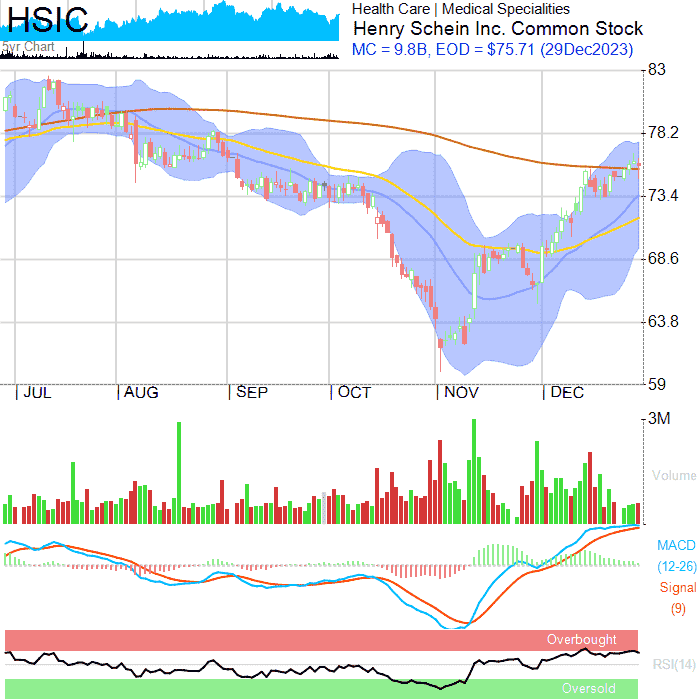 HSIC
5yr Chart
Health Care | Medical Specialities
Henry Schein Inc. Common Stock
MC = 9.8B, EOD = $75.71 (29Dec2023)
83
78.2
73.4
68.6
63.8
59
| JUL | AUG | SEP | OCT | NOV | DEC
3M
Volume
MACD
(12-26)
Signal
(9)
Overbought
RSI(14)
Oversold